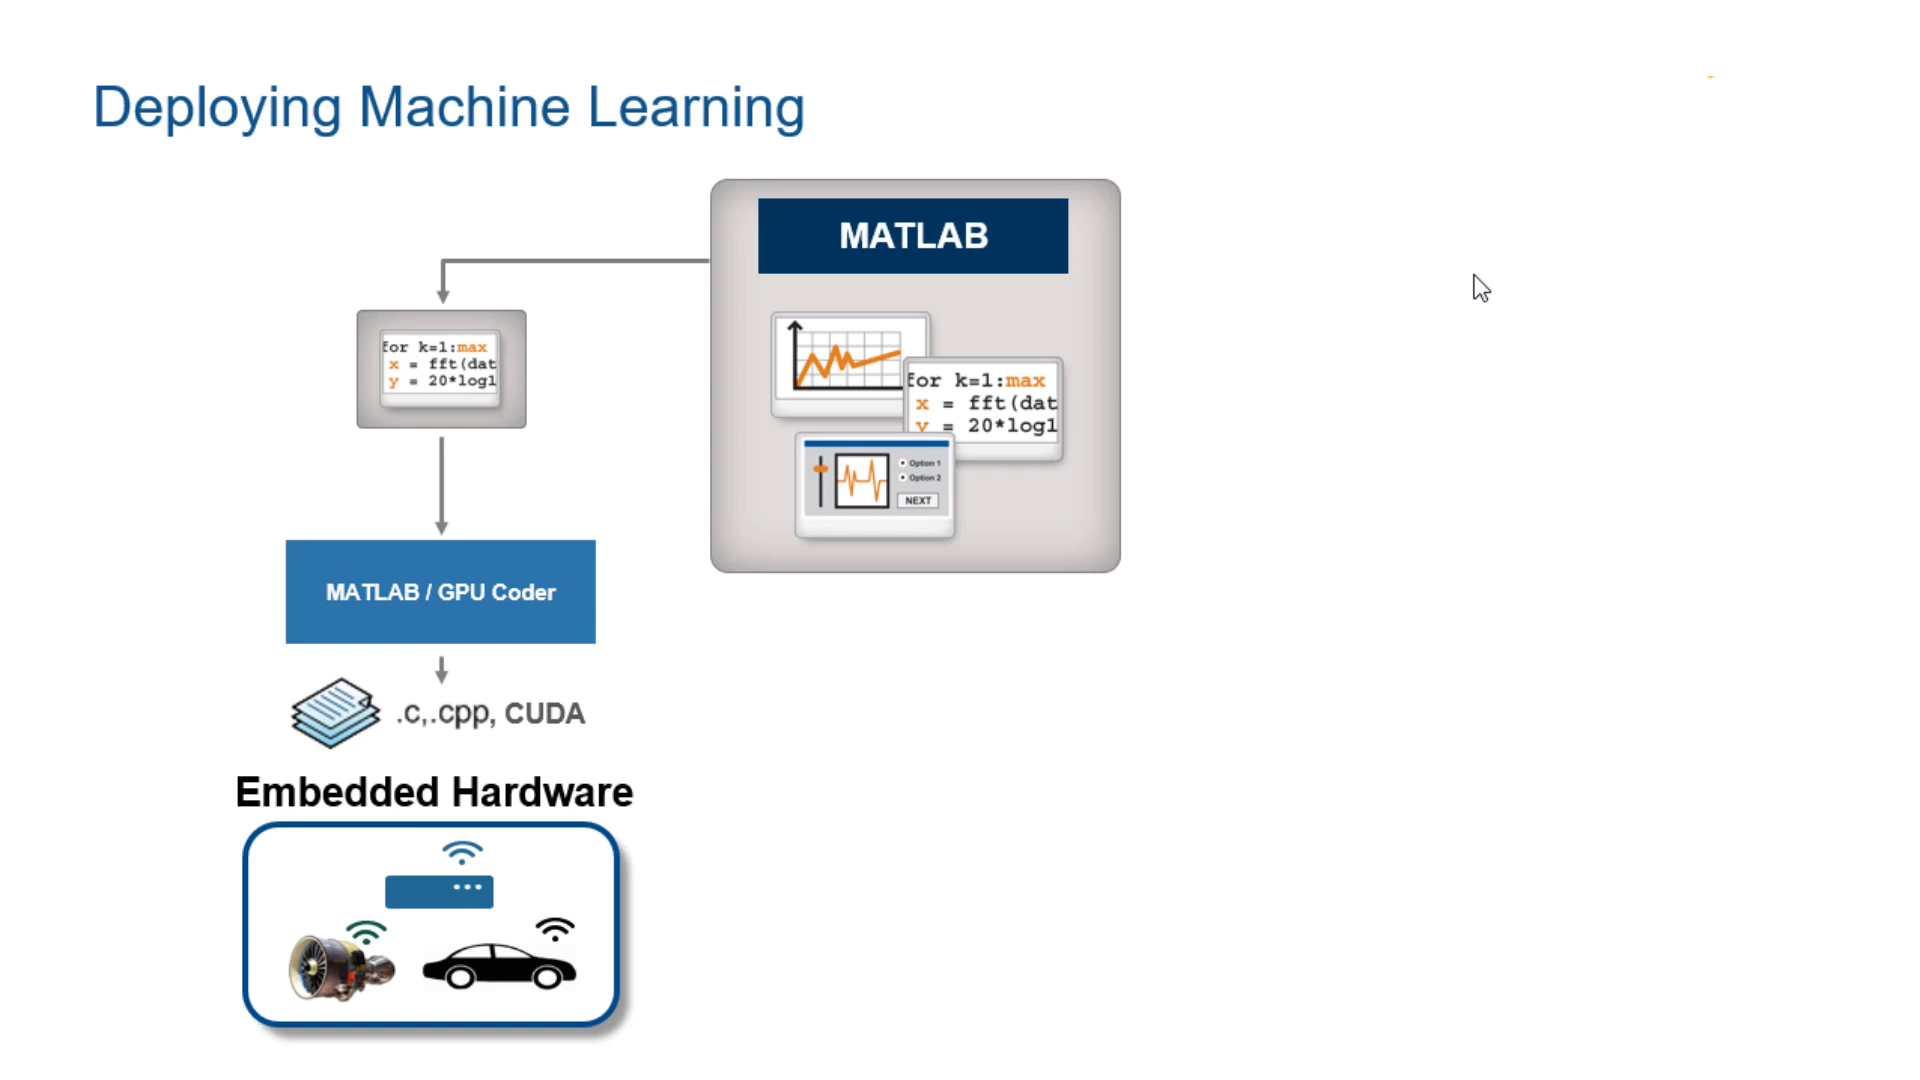 Deploying Machine Learning
MATLAB
for k=1:max
x = fft(dat
y = 20*log1
for k=1:max
x = fft(dat
y = 20*log1
Option 1
Option 2
NEXT
MATLAB / GPU Coder
.c,.cpp, CUDA
Embedded Hardware